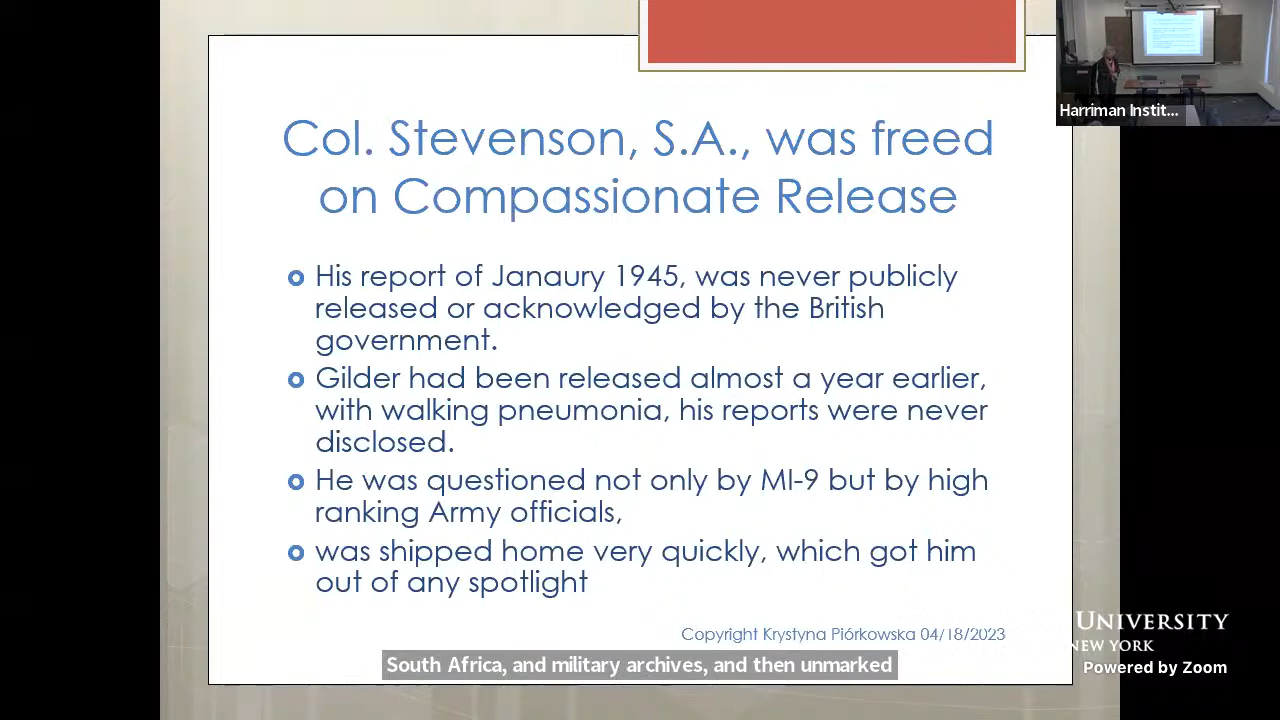 Harriman Instit...
Col. Stevenson, S.A., was freed
on Compassionate Release
His report of Janaury 1945, was never publicly
released or acknowledged by the British
government.
Gilder had been released almost a year earlier,
with walking pneumonia, his reports were never
disclosed.
He was questioned not only by MI-9 but by high
ranking Army officials,
was shipped home very quickly, which got him
out of any spotlight
Copyright Krystyna Piórkowska 04/18/2023
South Africa, and military archives, and then unmarked
University
New York
Powered by Zoom